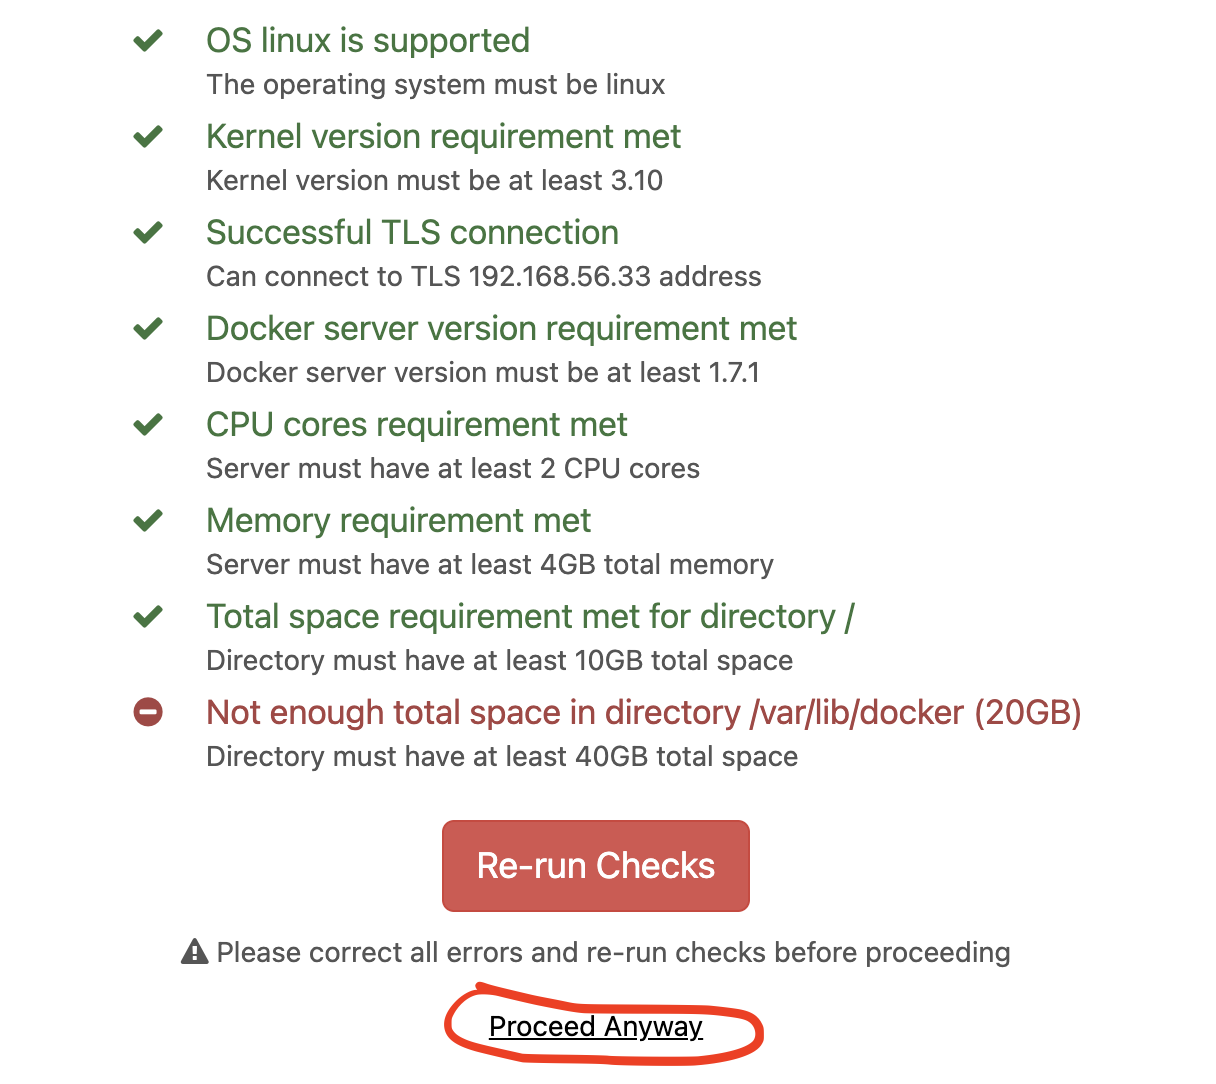 OS linux is supported
The operating system must be linux
Kernel version requirement met
Kernel version must be at least 3.10
Successful TLS connection
Can connect to TLS 192.168.56.33 address
Docker server version requirement met
Docker server version must be at least 1.7.1
CPU cores requirement met
Server must have at least 2 CPU cores
Memory requirement met
Server must have at least 4GB total memory
Total space requirement met for directory /
Directory must have at least 10GB total space
Not enough total space in directory /var/lib/docker (20GB)
Directory must have at least 40GB total space
Re-run Checks
Please correct all errors and re-run checks before proceeding
Proceed Anyway